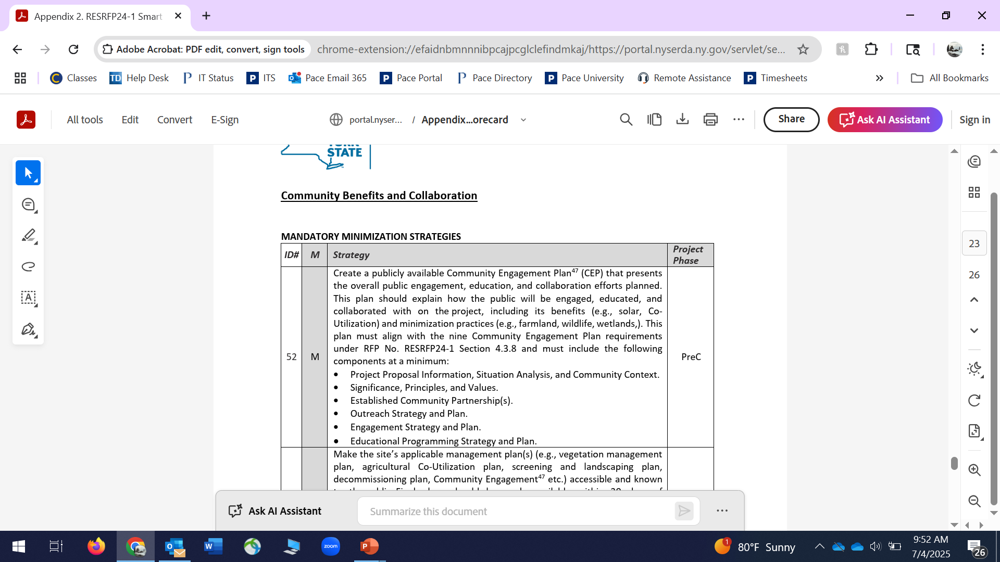 Appendix 2. RESRFP24-1 Smart
Adobe Acrobat: PDF edit, convert, sign tools
chrome-extension://efaidnbmnnnibpcajpcglclefindmkaj/https://portal.nyserda.ny.gov/servlet/se...
Classes
TD Help Desk
P IT Status
P ITS
Pace Email 365
P Pace Portal
P Pace Directory
P Pace University
Remote Assistance
P Timesheets
All Bookmarks
All tools
Edit
Convert
E-Sign
portal.nyser... / Appendix...orecard
Share
Ask AI Assistant
Sign in
STATE
Community Benefits and Collaboration
MANDATORY MINIMIZATION STRATEGIES
ID# M Strategy Project Phase
Create a publicly available Community Engagement Plan47 (CEP) that presents
the overall public engagement, education, and collaboration efforts planned.
This plan should explain how the public will be engaged, educated, and
collaborated with on the project, including its benefits (e.g., solar, Co-
Utilization) and minimization practices (e.g., farmland, wildlife, wetlands,). This
plan must align with the nine Community Engagement Plan requirements
under RFP No. RESRFP24-1 Section 4.3.8 and must include the following
52 M components at a minimum: PreC
• Project Proposal Information, Situation Analysis, and Community Context.
• Significance, Principles, and Values.
• Established Community Partnership(s).
• Outreach Strategy and Plan.
• Engagement Strategy and Plan.
• Educational Programming Strategy and Plan.
Make the site's applicable management plan(s) (e.g., vegetation management
plan, agricultural Co-Utilization plan, screening and landscaping plan,
decommissioning plan, Community Engagement47 etc.) accessible and known
23
26
Ask AI Assistant
Summarize this document
zoom
1
80°F Sunny
9:52 AM
7/4/2025
26